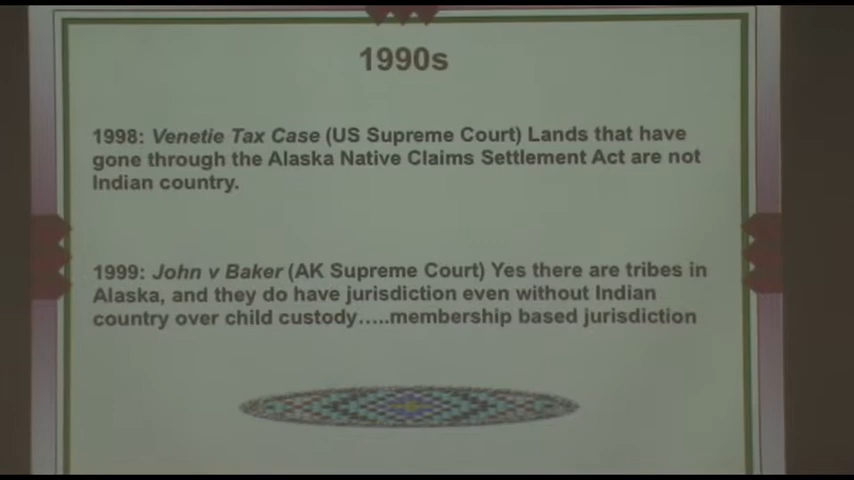 1990s
1998: Venetie Tax Case (US Supreme Court) Lands that have
gone through the Alaska Native Claims Settlement Act are not
Indian country.
1999: John v Baker (AK Supreme Court) Yes there are tribes in
Alaska, and they do have jurisdiction even without Indian
country over child custody.....membership based jurisdiction